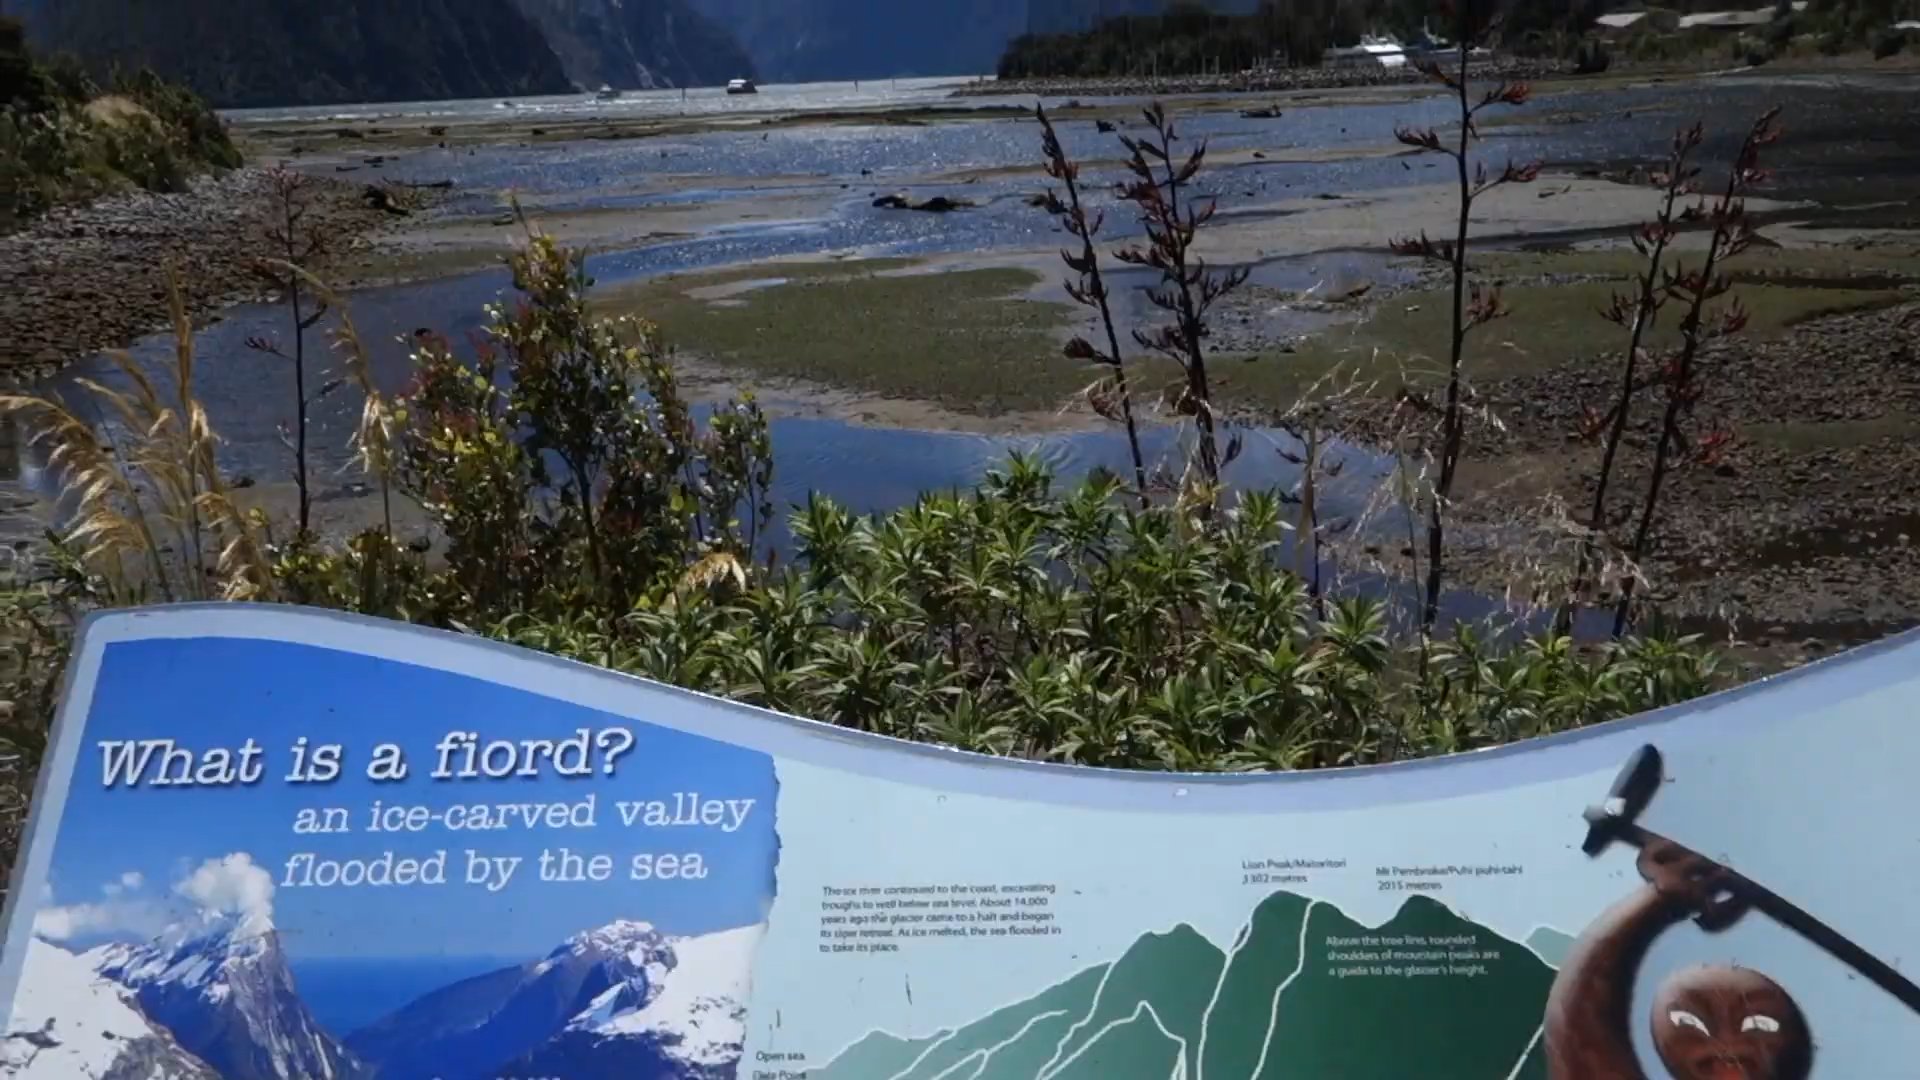 What is a fiord?
an ice-carved valley
flooded by the sea
The ice river continued to the coast, excavating
troughs to well below sea level. About 14,000
years ago the glacier came to a halt and began
its slow retreat. As ice melted, the sea flooded in
to take its place.
Lion Peak/Matoritori
1302 metres
Mt Pembroke/Puhi puhi-tahi
2015 metres
Above the tree line, rounded
shoulders of mountain peaks are
a guide to the glacier's height.
Open sea
Dale Point